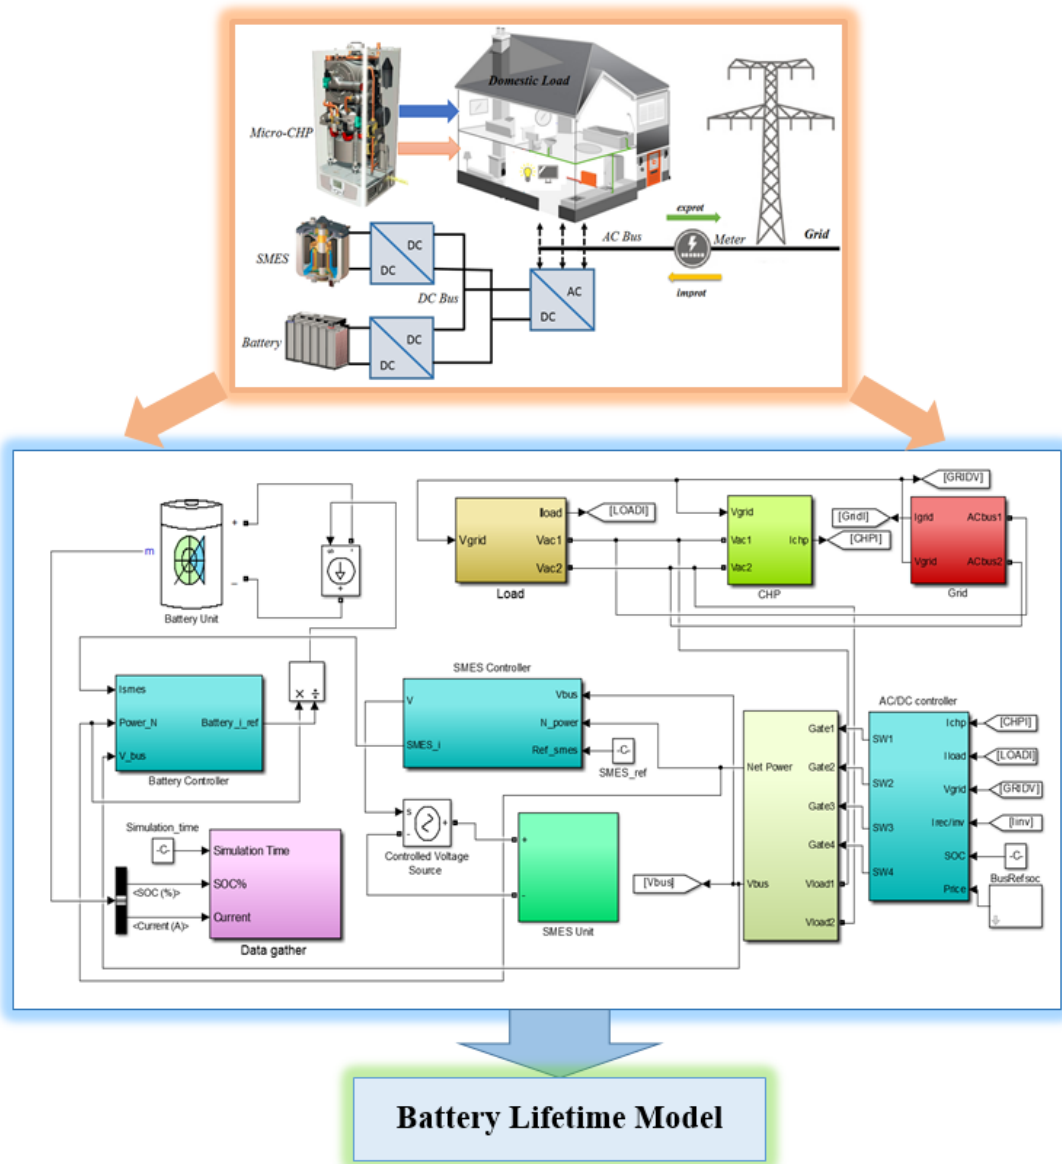 Domestic Load
Micro-CHP
exprot
AC Bus
Meter
Grid
SMES
DC
DC
DC Bus
AC
DC
improt
Battery
DC
DC
[GRIDV]
Iload
[LOADI]
Vgrid
Vac1
Vac2
Load
Vgrid
Vac1
Vac2
Ichp
CHP
[CHPI]
[GridI]
Igrid
Vgrid
ACbus1
ACbus2
Grid
m
+
_
Battery Unit
s
-
+
Ismes
Power_N
V_bus
Battery_i_ref
Battery Controller
× ÷
SMES Controller
V
SMES_i
Vbus
N_power
Ref_smes
-C-
SMES_ref
AC/DC controller
Net Power
Vbus
Gate1
Gate2
Gate3
Gate4
Vload1
Vload2
SW1
SW2
SW3
SW4
Ichp
Iload
Vgrid
Irec/inv
SOC
Price
[CHPI]
[LOADI]
[GRIDV]
[Iinv]
-C-
BusRefsoc
Simulation_time
-C-
<SOC (%)>
<Current (A)>
Simulation Time
SOC%
Current
Data gather
s
-
+
Controlled Voltage
Source
+
-
SMES Unit
[Vbus]
Battery Lifetime Model